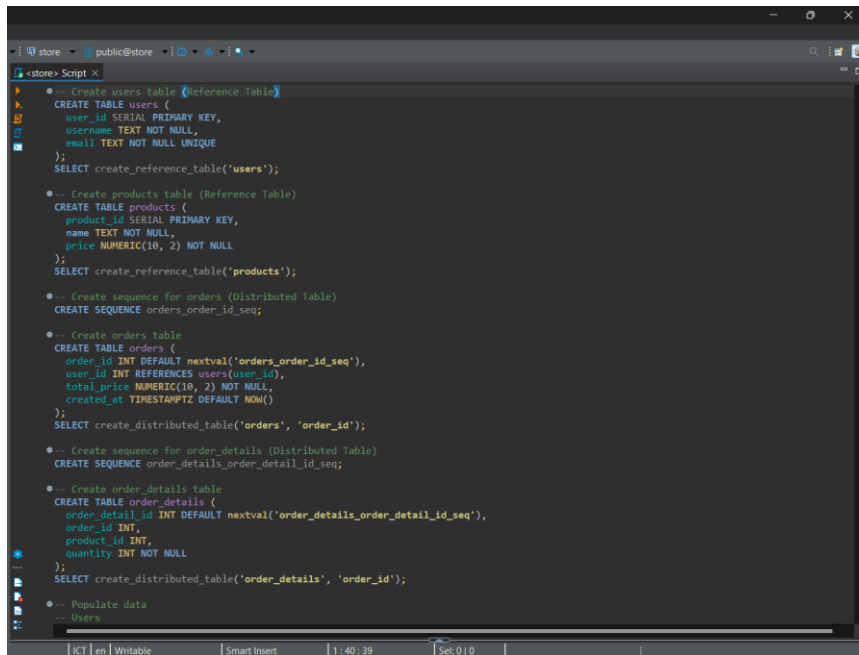 store public@store
<store> Script
-- Create users table (Reference Table)
CREATE TABLE users (
user_id SERIAL PRIMARY KEY,
username TEXT NOT NULL,
email TEXT NOT NULL UNIQUE
);
SELECT create_reference_table('users');
-- Create products table (Reference Table)
CREATE TABLE products (
product_id SERIAL PRIMARY KEY,
name TEXT NOT NULL,
price NUMERIC(10, 2) NOT NULL
);
SELECT create_reference_table('products');
-- Create sequence for orders (Distributed Table)
CREATE SEQUENCE orders_order_id_seq;
-- Create orders table
CREATE TABLE orders (
order_id INT DEFAULT nextval('orders_order_id_seq'),
user_id INT REFERENCES users(user_id),
total_price NUMERIC(10, 2) NOT NULL,
created_at TIMESTAMPTZ DEFAULT NOW()
);
SELECT create_distributed_table('orders', 'order_id');
-- Create sequence for order_details (Distributed Table)
CREATE SEQUENCE order_details_order_detail_id_seq;
-- Create order_details table
CREATE TABLE order_details (
order_detail_id INT DEFAULT nextval('order_details_order_detail_id_seq'),
order_id INT,
product_id INT,
quantity INT NOT NULL
);
SELECT create_distributed_table('order_details', 'order_id');
-- Populate data
-- Users
ICT en Writable Smart Insert 1 : 40 : 39 Sel: 0 | 0